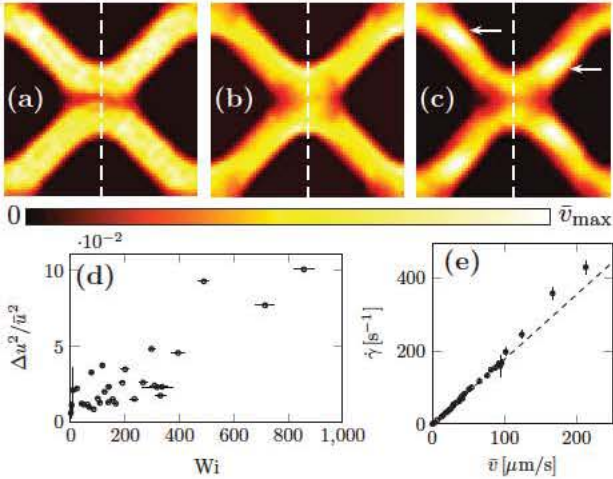 (a) (b) (c)
0 v̄max
·10⁻²
(d)
10
5
0
Δu²/ū²
0 200 400 600 800 1,000
Wi
(e)
400
200
0
γ̇ [s⁻¹]
0 100 200
v̄ [μm/s]